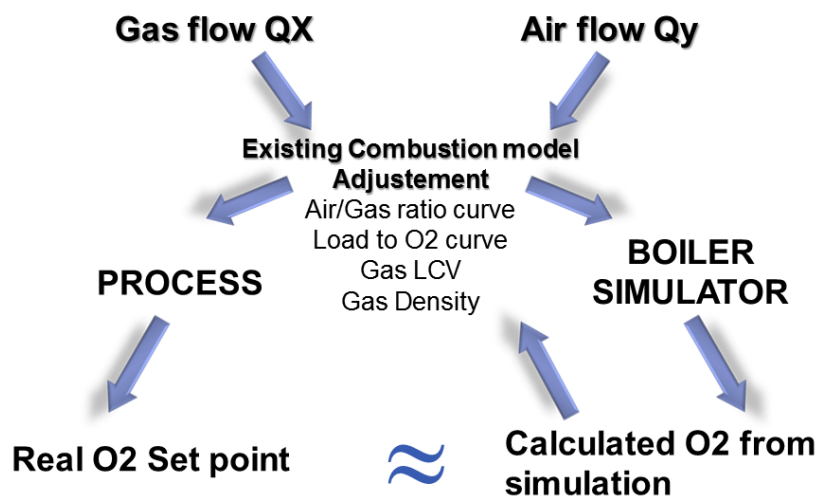 Gas flow QX
Air flow Qy
Existing Combustion model
Adjustement
Air/Gas ratio curve
Load to O2 curve
Gas LCV
Gas Density
PROCESS
BOILER
SIMULATOR
Real O2 Set point
≈
Calculated O2 from
simulation